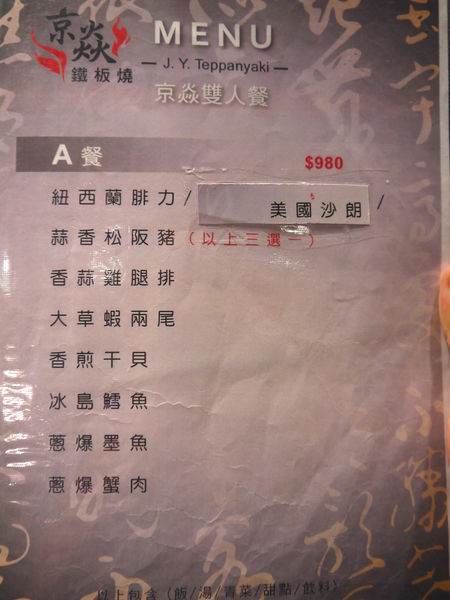 京焱
鐵板燒
MENU
— J. Y. Teppanyaki —
京焱雙人餐
A 餐
$980
紐西蘭腓力/美國沙朗/
蒜香松阪豬(以上三選一)
香蒜雞腿排
大草蝦兩尾
香煎干貝
冰島鱈魚
蔥爆墨魚
蔥爆蟹肉
以上包含(飯/湯/青菜/甜點/飲料)